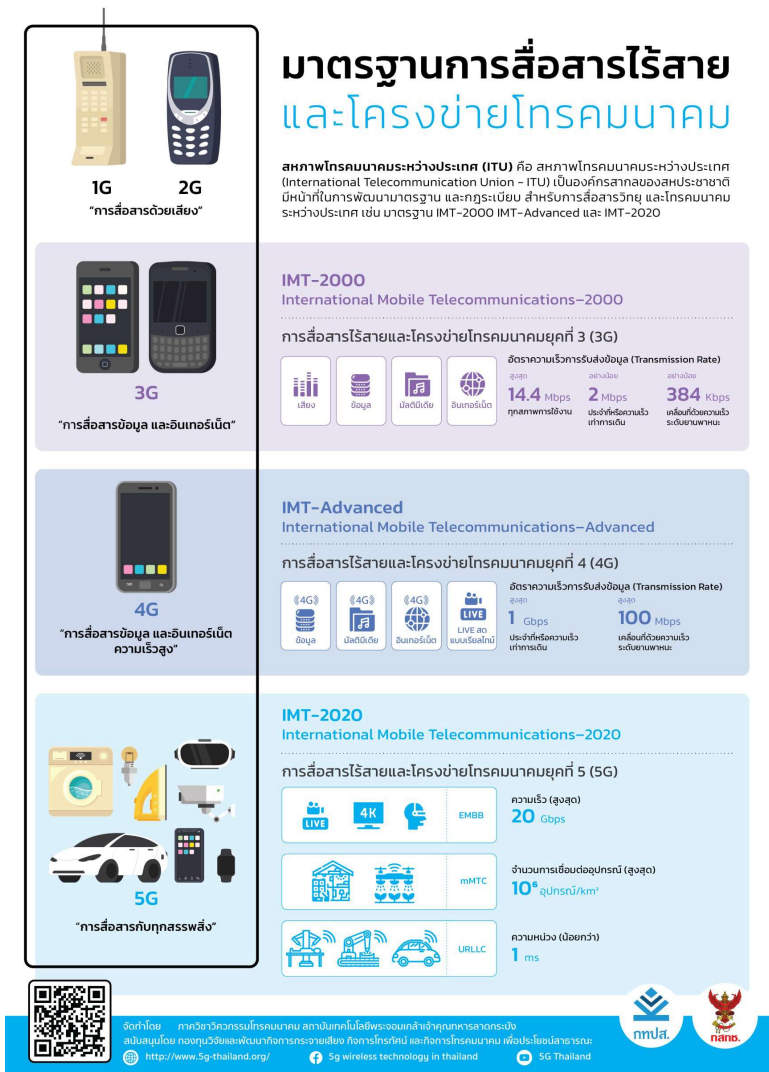 มาตรฐานการสื่อสารไร้สาย
และโครงข่ายโทรคมนาคม
สหภาพโทรคมนาคมระหว่างประเทศ (ITU) คือ สหภาพโทรคมนาคมระหว่างประเทศ
(International Telecommunication Union - ITU) เป็นองค์กรสากลของสหประชาชาติ
มีหน้าที่ในการพัฒนามาตรฐาน และกฎระเบียบ สำหรับการสื่อสารวิทยุ และโทรคมนาคม
ระหว่างประเทศ เช่น มาตรฐาน IMT-2000 IMT-Advanced และ IMT-2020
1G 2G
"การสื่อสารด้วยเสียง"
3G
"การสื่อสารข้อมูล และอินเทอร์เน็ต"
IMT-2000
International Mobile Telecommunications–2000
การสื่อสารไร้สายและโครงข่ายโทรคมนาคมยุคที่ 3 (3G)
เสียง
ข้อมูล
มัลติมีเดีย
อินเทอร์เน็ต
อัตราความเร็วการรับส่งข้อมูล (Transmission Rate)
สูงสุด
14.4 Mbps
ทุกสภาพการใช้งาน
อย่างน้อย
2 Mbps
ประจำที่หรือความเร็ว
เท่าการเดิน
อย่างน้อย
384 Kbps
เคลื่อนที่ด้วยความเร็ว
ระดับยานพาหนะ
4G
"การสื่อสารข้อมูล และอินเทอร์เน็ต
ความเร็วสูง"
IMT-Advanced
International Mobile Telecommunications–Advanced
การสื่อสารไร้สายและโครงข่ายโทรคมนาคมยุคที่ 4 (4G)
4G
ข้อมูล
4G
มัลติมีเดีย
4G
อินเทอร์เน็ต
LIVE
LIVE สด
แบบเรียลไทม์
อัตราความเร็วการรับส่งข้อมูล (Transmission Rate)
สูงสุด
1 Gbps
ประจำที่หรือความเร็ว
เท่าการเดิน
สูงสุด
100 Mbps
เคลื่อนที่ด้วยความเร็ว
ระดับยานพาหนะ
5G
"การสื่อสารกับทุกสรรพสิ่ง"
IMT-2020
International Mobile Telecommunications–2020
การสื่อสารไร้สายและโครงข่ายโทรคมนาคมยุคที่ 5 (5G)
LIVE
4K
EMBB
ความเร็ว (สูงสุด)
20 Gbps
mMTC
จำนวนการเชื่อมต่ออุปกรณ์ (สูงสุด)
10⁶ อุปกรณ์/km²
URLLC
ความหน่วง (น้อยกว่า)
1 ms
จัดทำโดย ภาควิชาวิศวกรรมโทรคมนาคม สถาบันเทคโนโลยีพระจอมเกล้าเจ้าคุณทหารลาดกระบัง
สนับสนุนโดย กองทุนวิจัยและพัฒนากิจการกระจายเสียง กิจการโทรทัศน์ และกิจการโทรคมนาคม เพื่อประโยชน์สาธารณะ
http://www.5g-thailand.org/ 5g wireless technology in thailand 5G Thailand
กทปส.
กสทช.